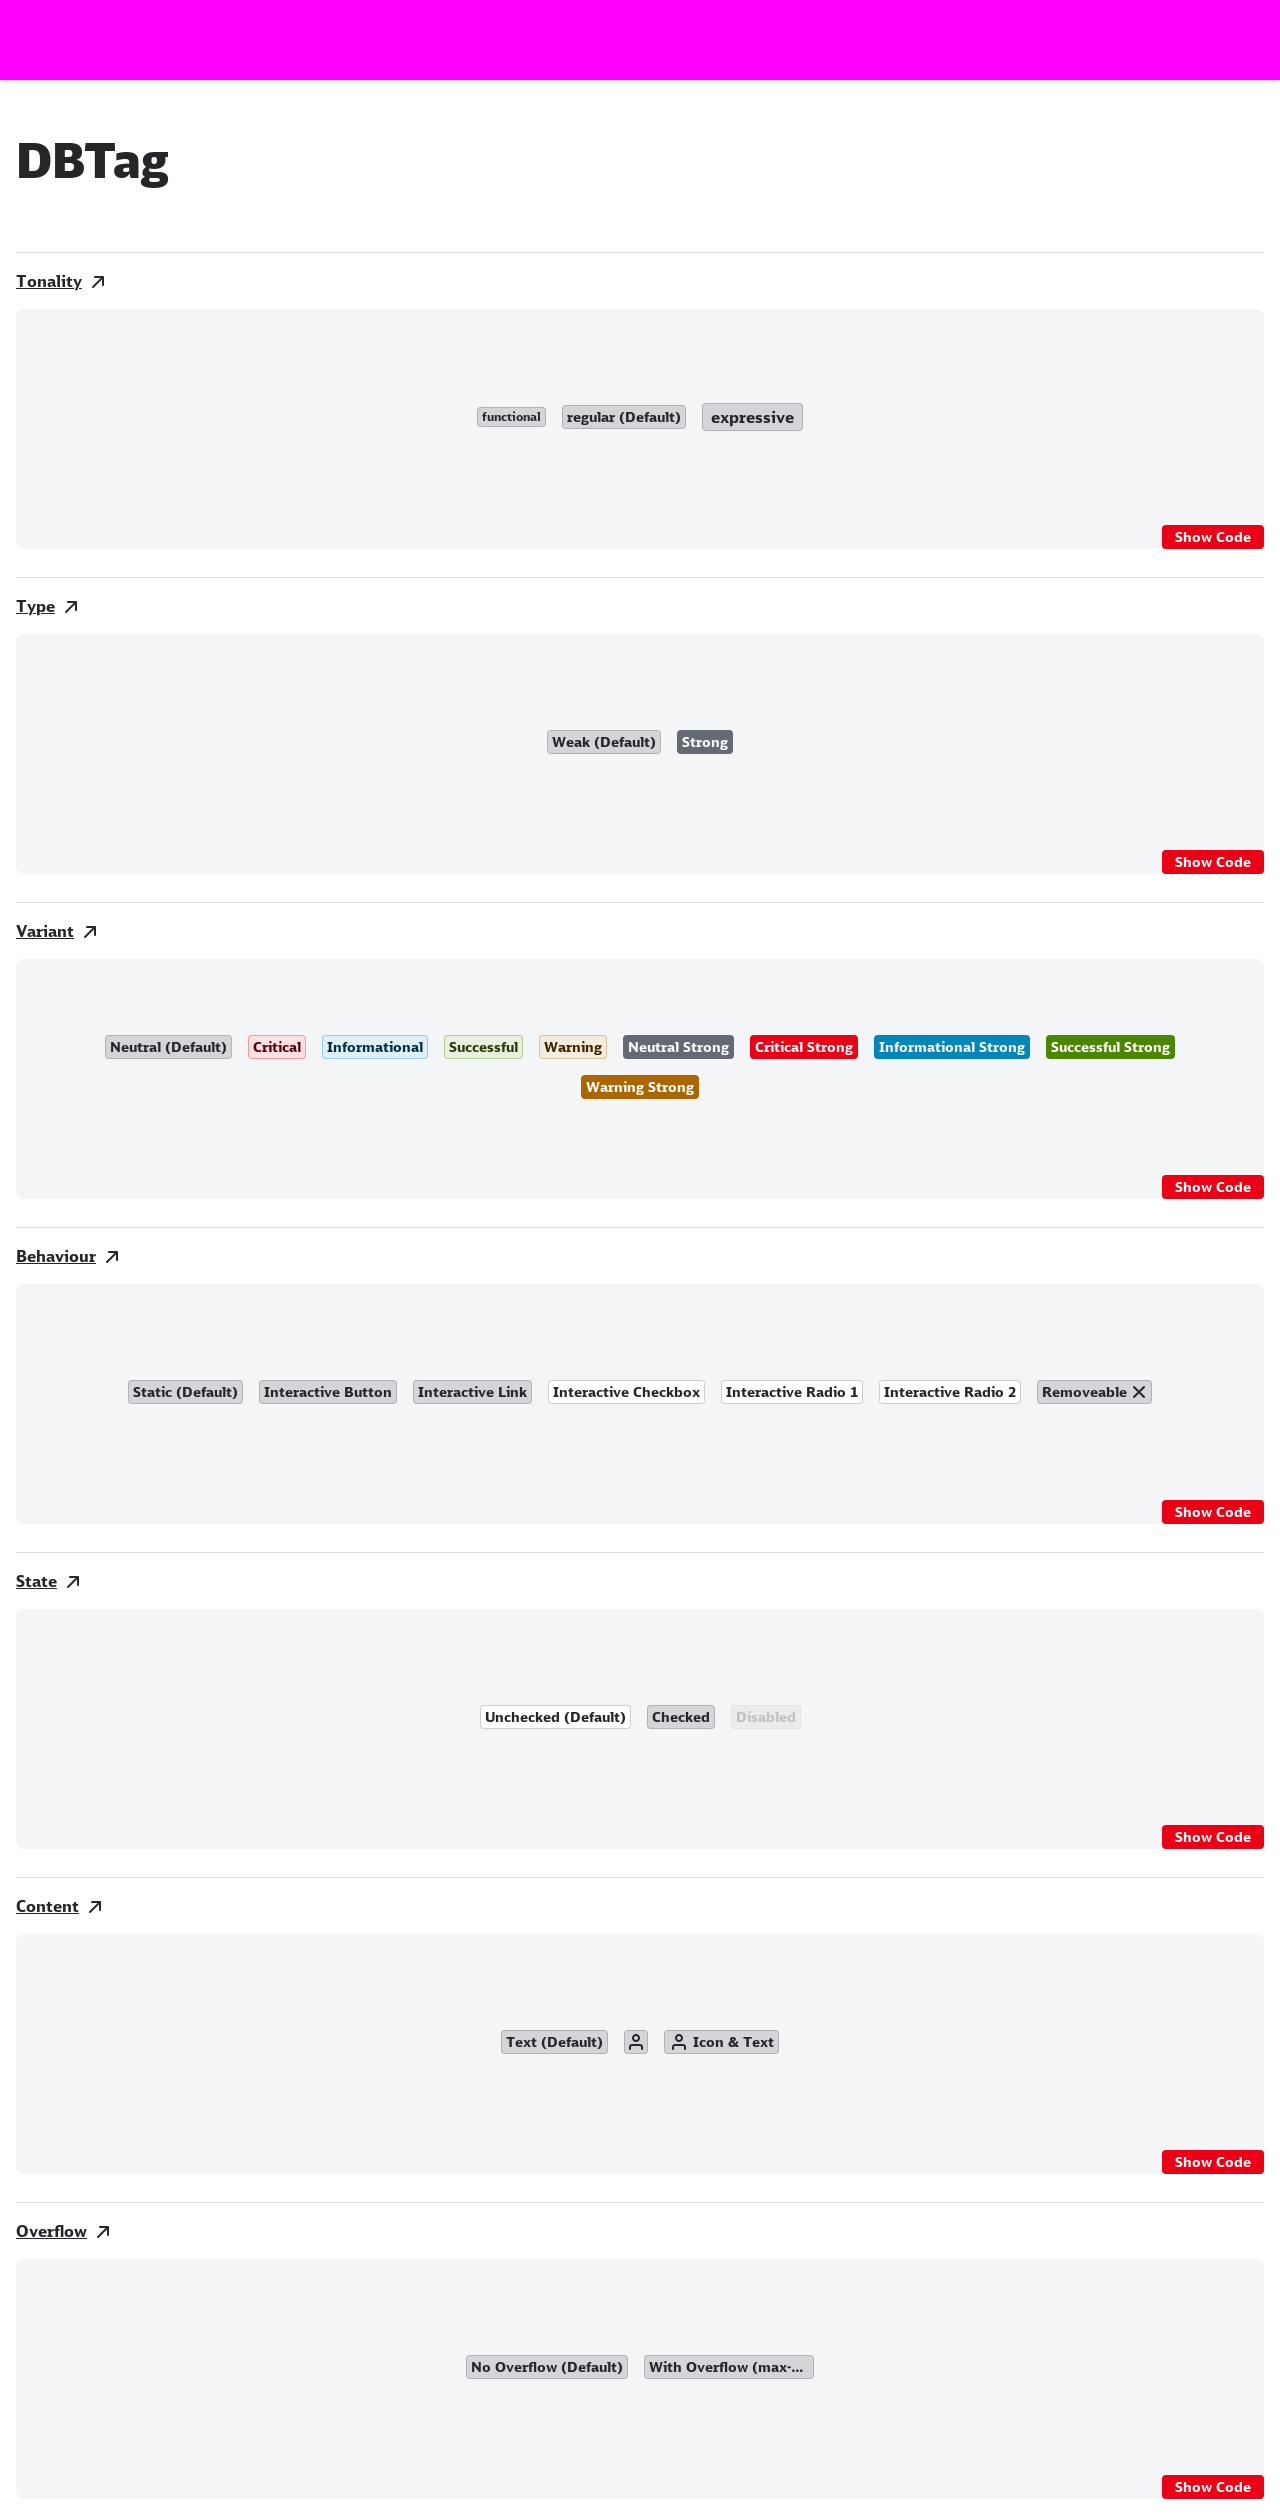 DBTag
Tonality
functional regular (Default) expressive
Show Code
Type
Weak (Default) Strong
Show Code
Variant
Neutral (Default) Critical Informational Successful Warning Neutral Strong Critical Strong Informational Strong Successful Strong
Warning Strong
Show Code
Behaviour
Static (Default) Interactive Button Interactive Link Interactive Checkbox Interactive Radio 1 Interactive Radio 2 Removeable
Show Code
State
Unchecked (Default) Checked Disabled
Show Code
Content
Text (Default) Icon & Text
Show Code
Overflow
No Overflow (Default) With Overflow (max-...
Show Code